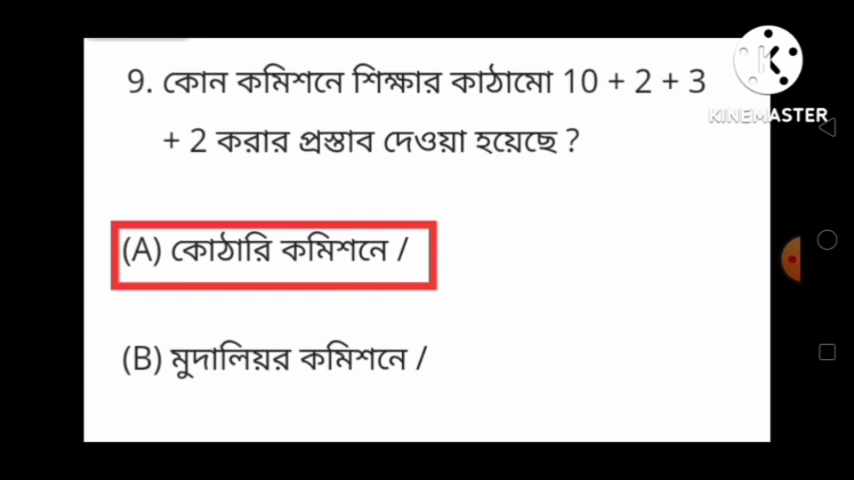 9. কোন কমিশনে শিক্ষার কাঠামো 10 + 2 + 3
+ 2 করার প্রস্তাব দেওয়া হয়েছে ?
(A) কোঠারি কমিশনে /
(B) মুদালিয়র কমিশনে /
KINEMASTER